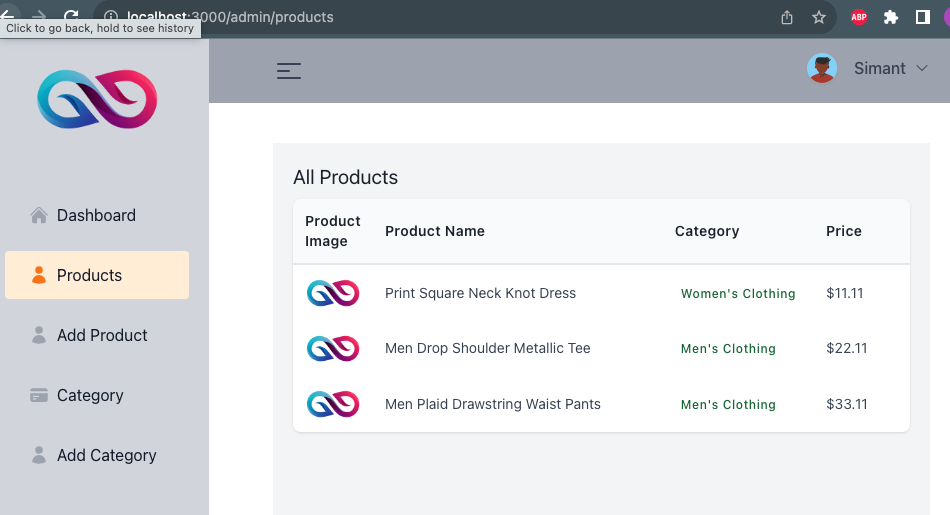 localhost:3000/admin/products
ABP
Click to go back, hold to see history
Simant
Dashboard
Products
Add Product
Category
Add Category
All Products
Product Image Product Name Category Price
Print Square Neck Knot Dress Women's Clothing $11.11
Men Drop Shoulder Metallic Tee Men's Clothing $22.11
Men Plaid Drawstring Waist Pants Men's Clothing $33.11